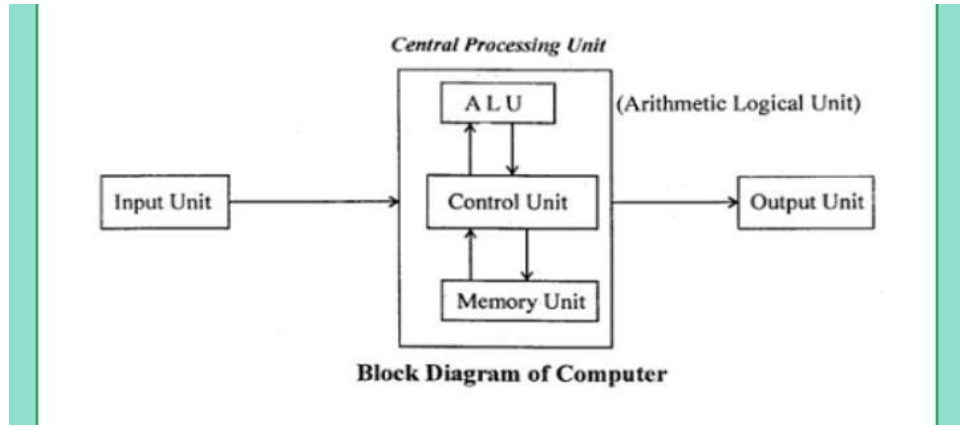 Central Processing Unit
A L U
(Arithmetic Logical Unit)
Input Unit
Control Unit
Output Unit
Memory Unit
Block Diagram of Computer